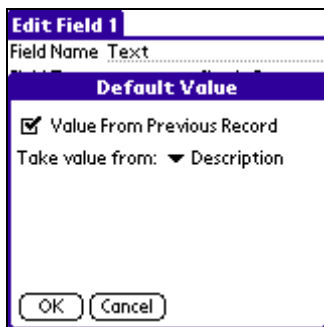 Edit Field 1
Field Name Text
Default Value
Value From Previous Record
Take value from: Description
OK Cancel